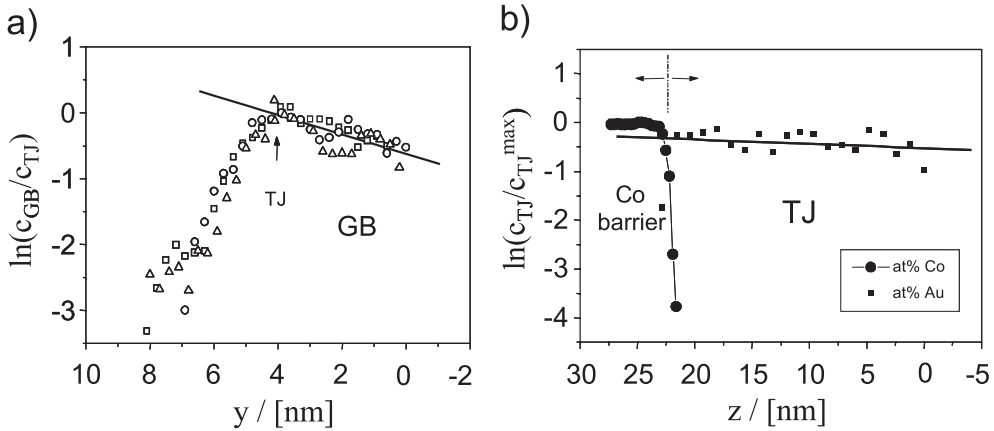 a)
ln(c_GB/c_TJ)
1
0
-1
-2
-3
TJ
GB
10 8 6 4 2 0 -2
y / [nm]
b)
ln(c_TJ/c_TJ^max)
1
0
-1
-2
-3
-4
Co
barrier
TJ
at% Co
at% Au
30 25 20 15 10 5 0 -5
z / [nm]